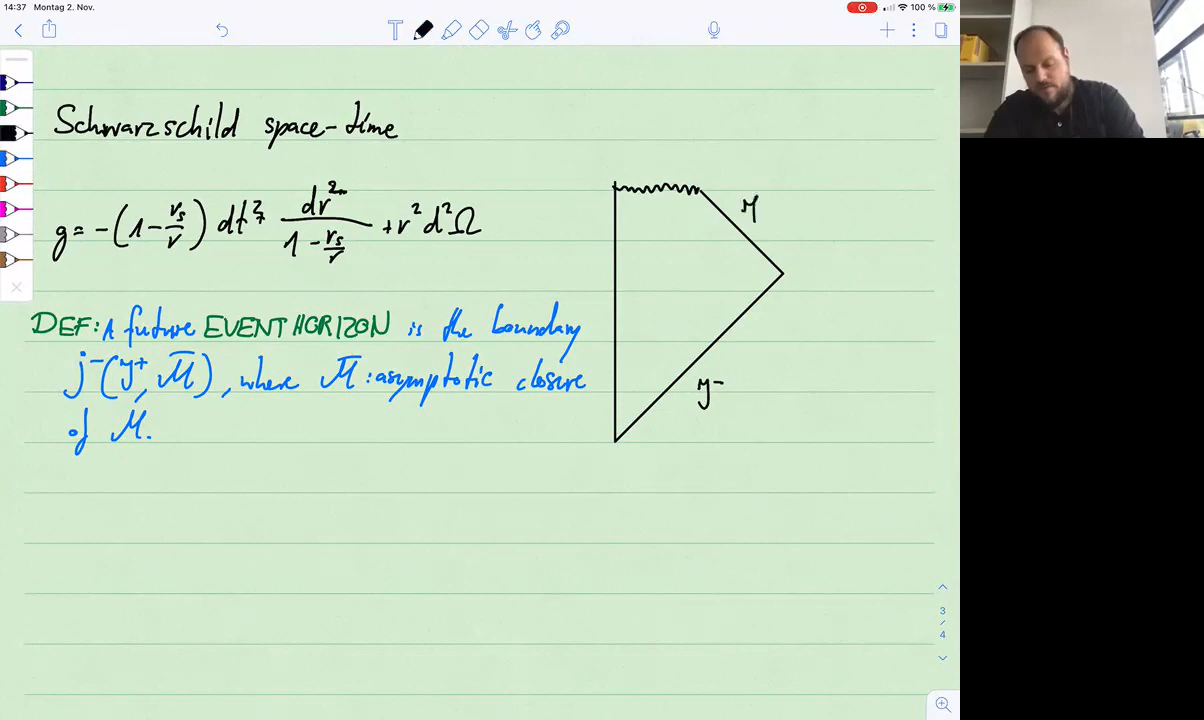 14:37 Montag 2. Nov.
100 %
Schwarzschild space-time
g = -(1 - rs/r) dt² + dr²/(1 - rs/r) + r² d²Ω
DEF: A future EVENT HORIZON is the boundary
j⁻(𝒥⁺, M̄), where M̄: asymptotic closure
of M.
𝒥
𝒥⁻
3
/
4